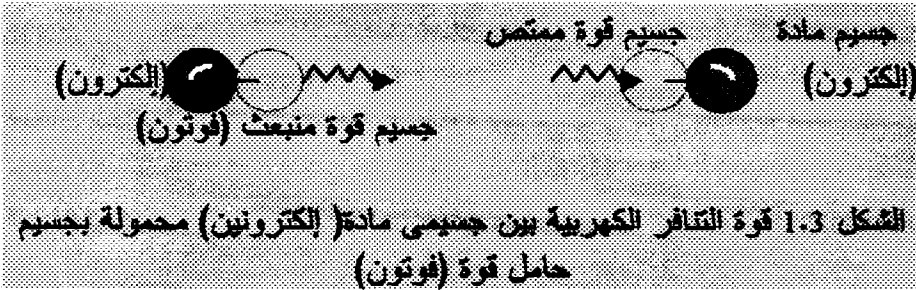 جسيم مادة
(إلكترون)
جسيم قوة ممتص
(إلكترون)
جسيم قوة منبعث (فوتون)
الشكل 1.3 قوة التنافر الكهربية بين جسيمى مادة( إلكترونين) محمولة بجسيم
حامل قوة (فوتون)